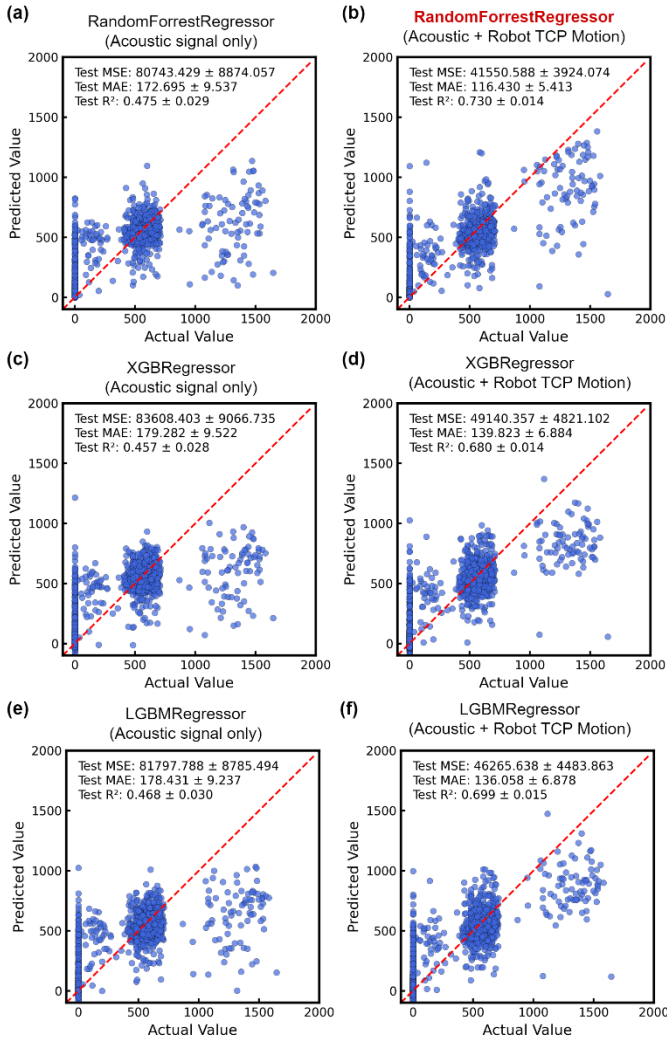 (a)
RandomForrestRegressor
(Acoustic signal only)
Test MSE: 80743.429 ± 8874.057
Test MAE: 172.695 ± 9.537
Test R²: 0.475 ± 0.029
2000
1500
1000
500
0
Predicted Value
0 500 1000 1500 2000
Actual Value
(b)
RandomForrestRegressor
(Acoustic + Robot TCP Motion)
Test MSE: 41550.588 ± 3924.074
Test MAE: 116.430 ± 5.413
Test R²: 0.730 ± 0.014
2000
1500
1000
500
0
Predicted Value
0 500 1000 1500 2000
Actual Value
(c)
XGBRegressor
(Acoustic signal only)
Test MSE: 83608.403 ± 9066.735
Test MAE: 179.282 ± 9.522
Test R²: 0.457 ± 0.028
2000
1500
1000
500
0
Predicted Value
0 500 1000 1500 2000
Actual Value
(d)
XGBRegressor
(Acoustic + Robot TCP Motion)
Test MSE: 49140.357 ± 4821.102
Test MAE: 139.823 ± 6.884
Test R²: 0.680 ± 0.014
2000
1500
1000
500
0
Predicted Value
0 500 1000 1500 2000
Actual Value
(e)
LGBMRegressor
(Acoustic signal only)
Test MSE: 81797.788 ± 8785.494
Test MAE: 178.431 ± 9.237
Test R²: 0.468 ± 0.030
2000
1500
1000
500
0
Predicted Value
0 500 1000 1500 2000
Actual Value
(f)
LGBMRegressor
(Acoustic + Robot TCP Motion)
Test MSE: 46265.638 ± 4483.863
Test MAE: 136.058 ± 6.878
Test R²: 0.699 ± 0.015
2000
1500
1000
500
0
Predicted Value
0 500 1000 1500 2000
Actual Value